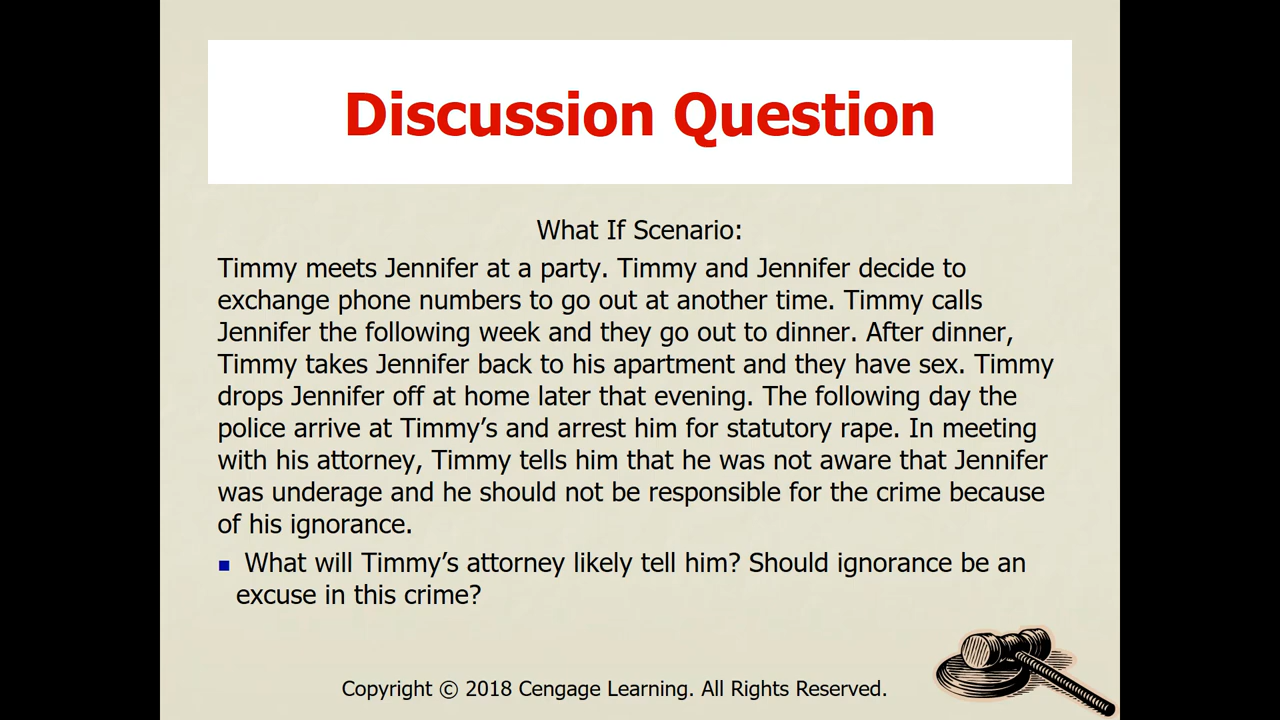 Discussion Question
What If Scenario:
Timmy meets Jennifer at a party. Timmy and Jennifer decide to
exchange phone numbers to go out at another time. Timmy calls
Jennifer the following week and they go out to dinner. After dinner,
Timmy takes Jennifer back to his apartment and they have sex. Timmy
drops Jennifer off at home later that evening. The following day the
police arrive at Timmy’s and arrest him for statutory rape. In meeting
with his attorney, Timmy tells him that he was not aware that Jennifer
was underage and he should not be responsible for the crime because
of his ignorance.
▪ What will Timmy’s attorney likely tell him? Should ignorance be an
excuse in this crime?
Copyright © 2018 Cengage Learning. All Rights Reserved.